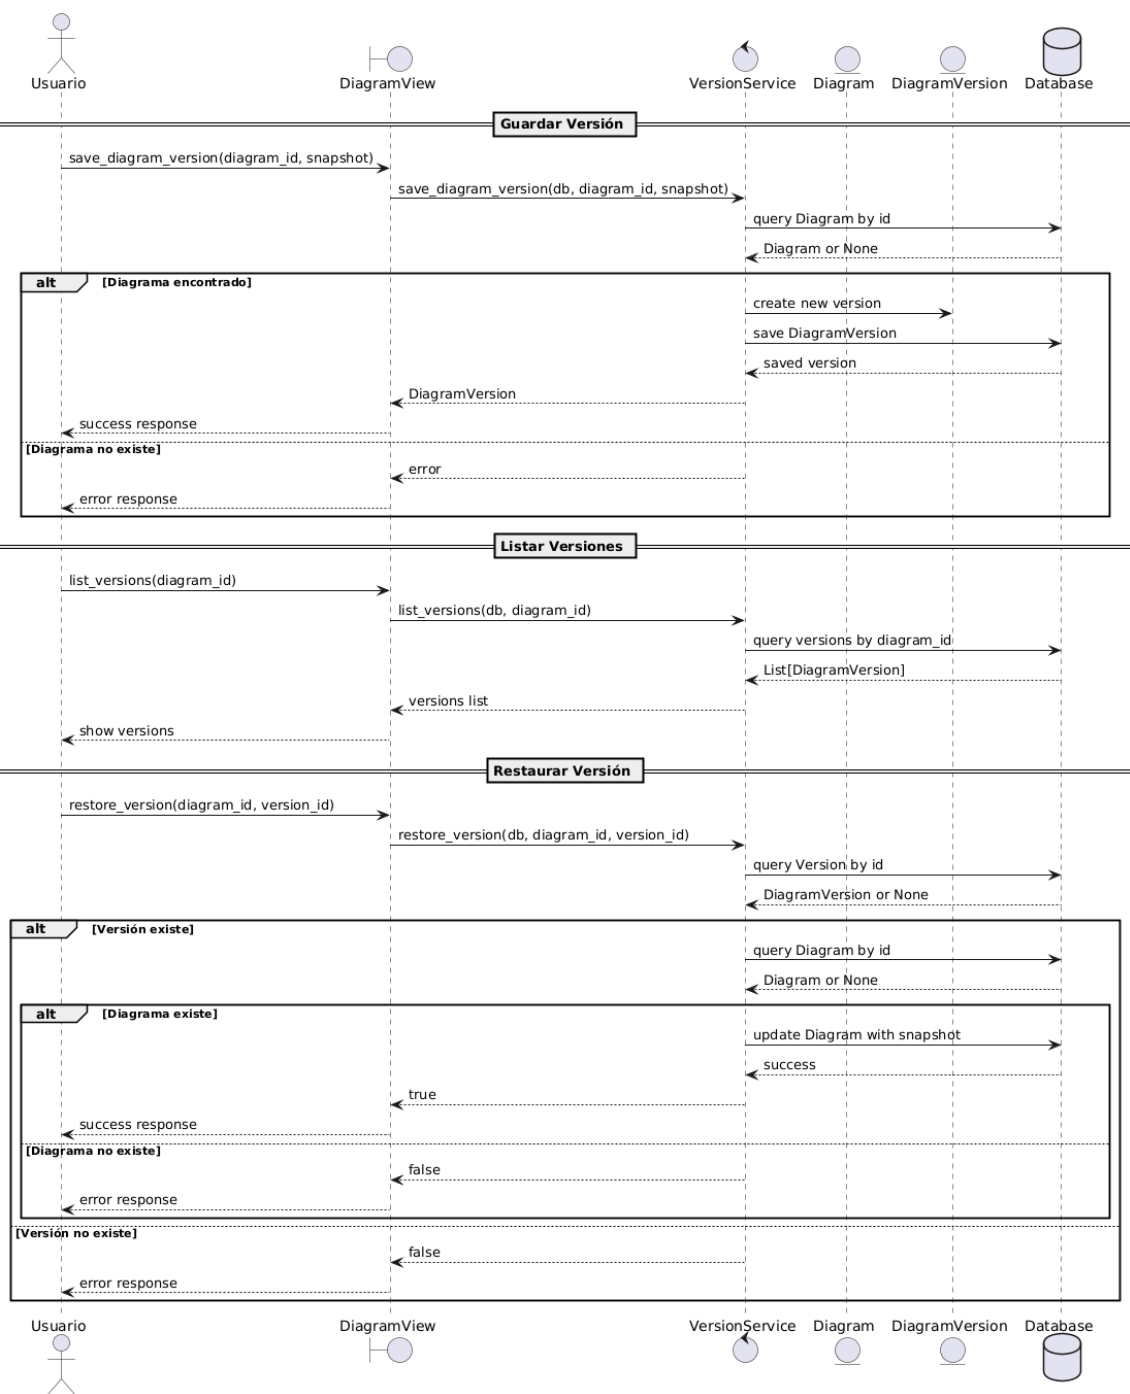 Usuario DiagramView VersionService Diagram DiagramVersion Database
Guardar Versión
save_diagram_version(diagram_id, snapshot)
save_diagram_version(db, diagram_id, snapshot)
query Diagram by id
Diagram or None
alt [Diagrama encontrado]
create new version
save DiagramVersion
saved version
DiagramVersion
success response
[Diagrama no existe]
error
error response
Listar Versiones
list_versions(diagram_id)
list_versions(db, diagram_id)
query versions by diagram_id
List[DiagramVersion]
versions list
show versions
Restaurar Versión
restore_version(diagram_id, version_id)
restore_version(db, diagram_id, version_id)
query Version by id
DiagramVersion or None
alt [Versión existe]
query Diagram by id
Diagram or None
alt [Diagrama existe]
update Diagram with snapshot
success
true
success response
[Diagrama no existe]
false
error response
[Versión no existe]
false
error response
Usuario DiagramView VersionService Diagram DiagramVersion Database